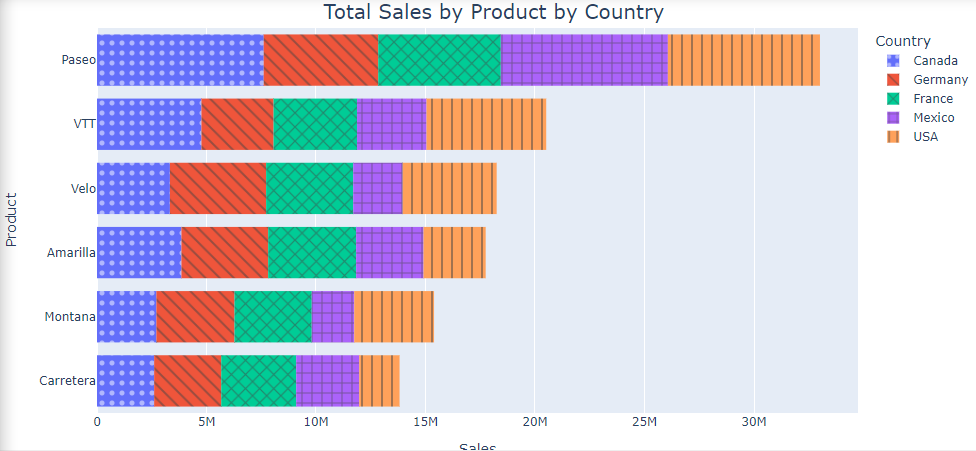 Total Sales by Product by Country
Country
Canada
Germany
France
Mexico
USA
Product
Paseo
VTT
Velo
Amarilla
Montana
Carretera
0 5M 10M 15M 20M 25M 30M
Sales